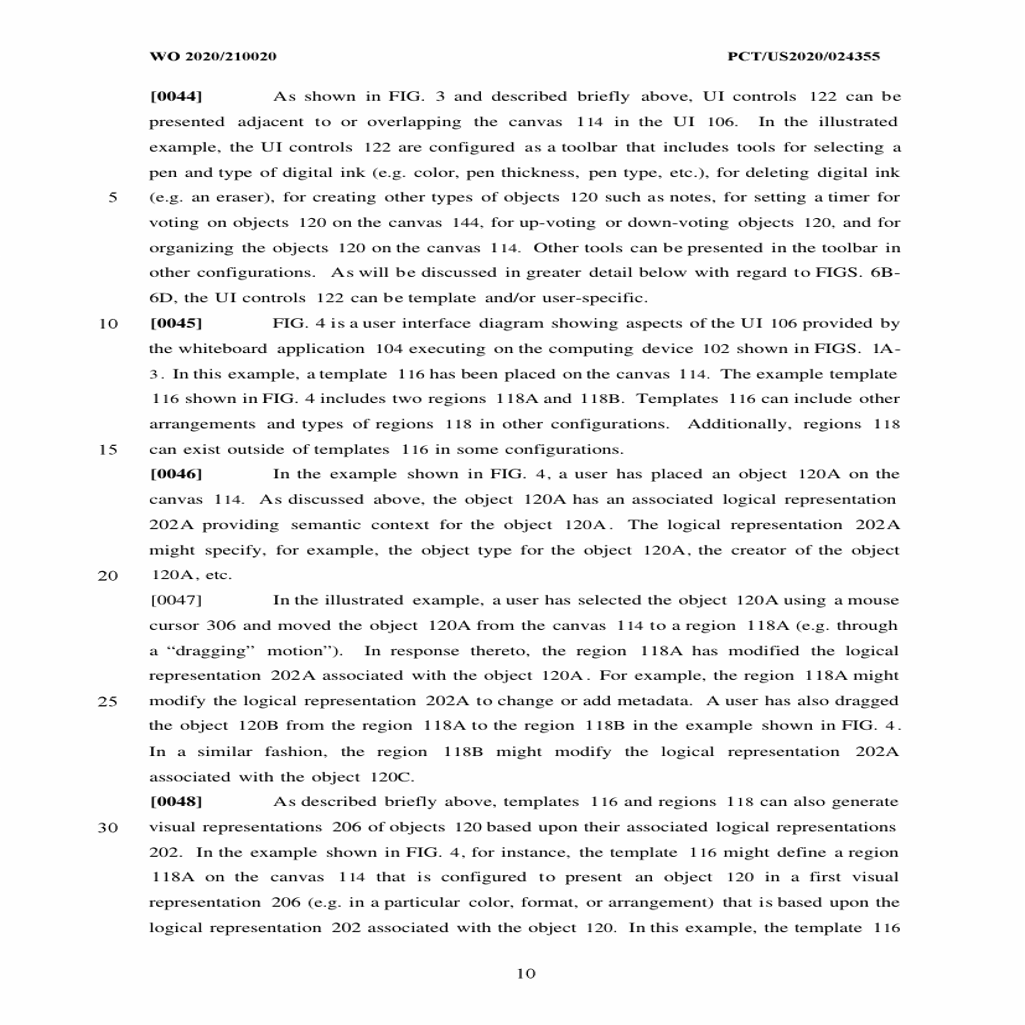 WO 2020/210020 PCT/US2020/024355
[0044] As shown in FIG. 3 and described briefly above, UI controls 122 can be
presented adjacent to or overlapping the canvas 114 in the UI 106. In the illustrated
example, the UI controls 122 are configured as a toolbar that includes tools for selecting a
pen and type of digital ink (e.g. color, pen thickness, pen type, etc.), for deleting digital ink
5 (e.g. an eraser), for creating other types of objects 120 such as notes, for setting a timer for
voting on objects 120 on the canvas 144, for up-voting or down-voting objects 120, and for
organizing the objects 120 on the canvas 114. Other tools can be presented in the toolbar in
other configurations. As will be discussed in greater detail below with regard to FIGS. 6B-
6D, the UI controls 122 can be template and/or user-specific.
10 [0045] FIG. 4 is a user interface diagram showing aspects of the UI 106 provided by
the whiteboard application 104 executing on the computing device 102 shown in FIGS. 1A-
3. In this example, a template 116 has been placed on the canvas 114. The example template
116 shown in FIG. 4 includes two regions 118A and 118B. Templates 116 can include other
arrangements and types of regions 118 in other configurations. Additionally, regions 118
15 can exist outside of templates 116 in some configurations.
[0046] In the example shown in FIG. 4, a user has placed an object 120A on the
canvas 114. As discussed above, the object 120A has an associated logical representation
202A providing semantic context for the object 120A. The logical representation 202A
might specify, for example, the object type for the object 120A, the creator of the object
20 120A, etc.
[0047] In the illustrated example, a user has selected the object 120A using a mouse
cursor 306 and moved the object 120A from the canvas 114 to a region 118A (e.g. through
a “dragging” motion”). In response thereto, the region 118A has modified the logical
representation 202A associated with the object 120A. For example, the region 118A might
25 modify the logical representation 202A to change or add metadata. A user has also dragged
the object 120B from the region 118A to the region 118B in the example shown in FIG. 4.
In a similar fashion, the region 118B might modify the logical representation 202A
associated with the object 120C.
[0048] As described briefly above, templates 116 and regions 118 can also generate
30 visual representations 206 of objects 120 based upon their associated logical representations
202. In the example shown in FIG. 4, for instance, the template 116 might define a region
118A on the canvas 114 that is configured to present an object 120 in a first visual
representation 206 (e.g. in a particular color, format, or arrangement) that is based upon the
logical representation 202 associated with the object 120. In this example, the template 116
10